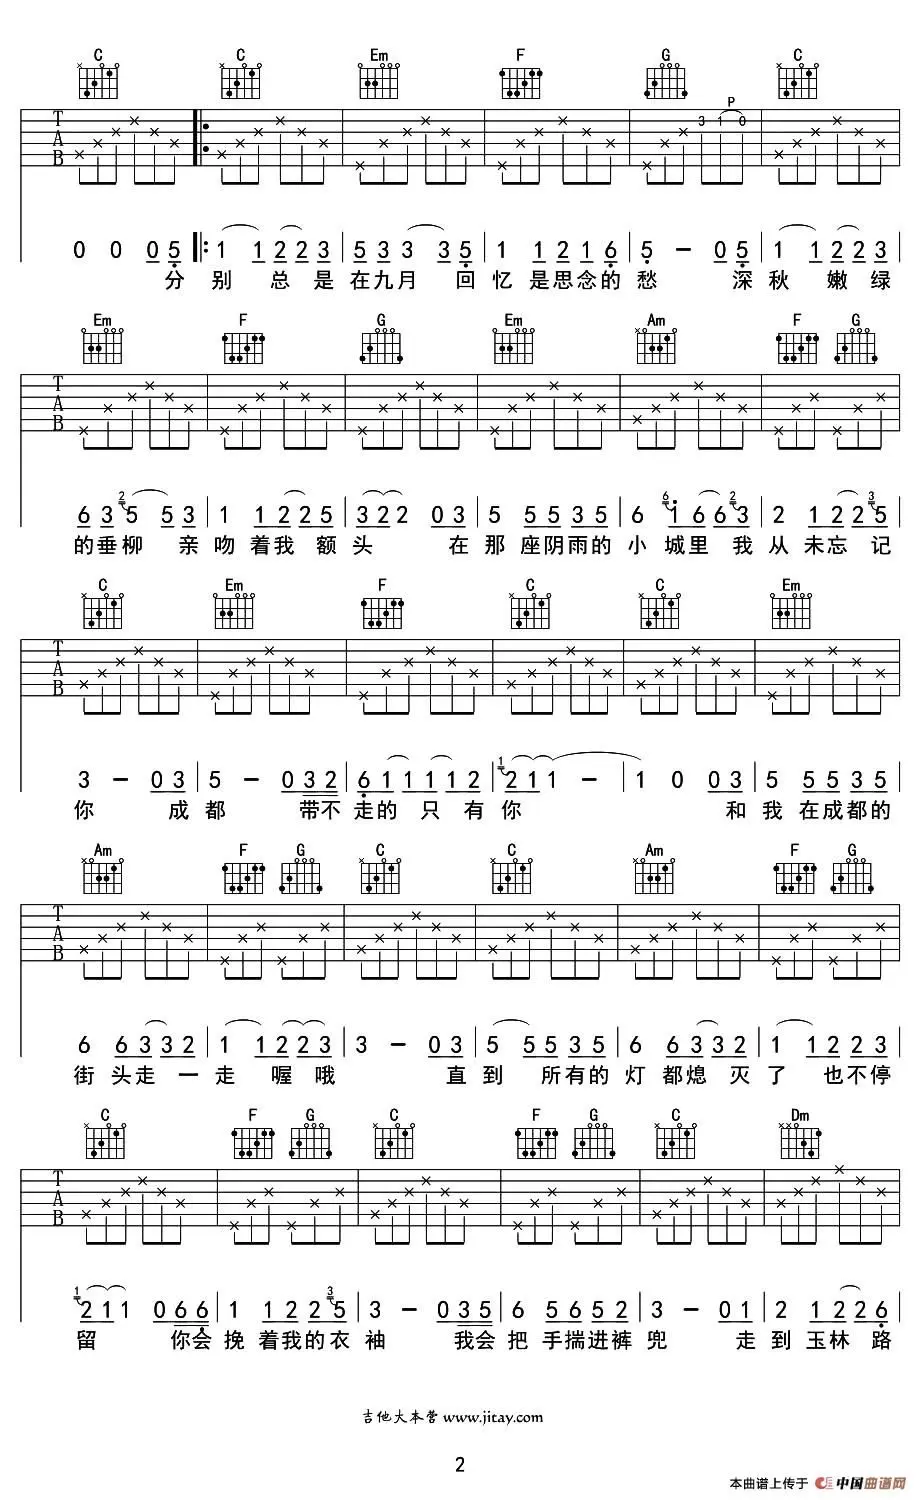 C C Em F G C
T A B P 3 1 0
0 0 0 5 1 1 2 2 3 5 3 3 3 5 1 1 2 1 6 5 - 0 5 1 1 2 2 3
分 别 总 是 在 九 月 回 忆 是 思 念 的 愁 深 秋 嫩 绿
Em F G Em Am F G
T A B
6 3 2 5 5 3 1 1 2 2 5 3 2 2 0 3 5 5 5 3 5 6 6 1 6 6 2 3 2 1 2 2 3 5
的 垂 柳 亲 吻 着 我 额 头 在 那 座 阴 雨 的 小 城 里 我 从 未 忘 记
C Em F C C Em
T A B
3 - 0 3 5 - 0 3 2 6 1 1 1 1 1 2 1 2 1 1 - 1 0 0 3 5 5 5 3 5
你 成 都 带 不 走 的 只 有 你 和 我 在 成 都 的
Am F G C C Am F G
T A B
6 6 3 3 2 1 1 2 2 3 3 - 0 3 5 5 5 3 5 6 6 3 3 2 1 1 2 2 3
街 头 走 一 走 喔 哦 直 到 所 有 的 灯 都 熄 灭 了 也 不 停
C F G C F G C Dm
T A B
1 2 1 1 0 6 6 1 1 2 2 3 5 3 - 0 3 5 6 5 6 5 2 3 - 0 1 2 1 2 2 6
留 你 会 挽 着 我 的 衣 袖 我 会 把 手 揣 进 裤 兜 走 到 玉 林 路
吉他大本营 www.jitay.com
2
本曲谱上传于 中国曲谱网